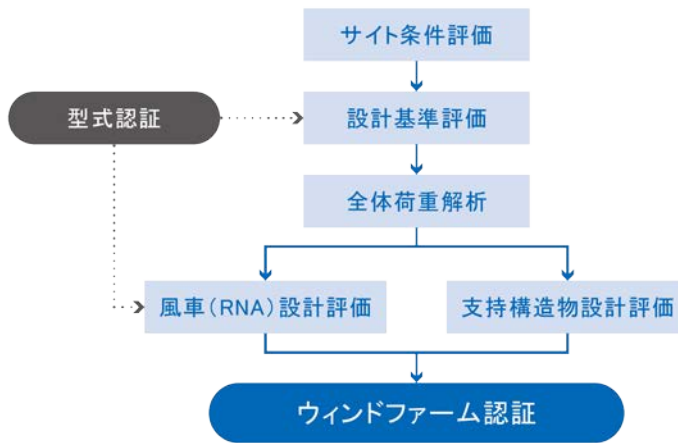 サイト条件評価
型式認証
設計基準評価
全体荷重解析
風車(RNA)設計評価
支持構造物設計評価
ウィンドファーム認証